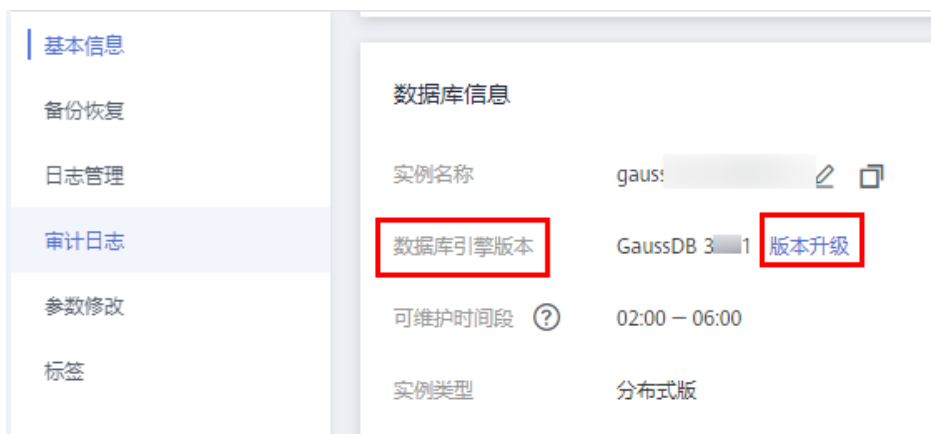 基本信息
备份恢复
日志管理
审计日志
参数修改
标签
数据库信息
实例名称 gauss
数据库引擎版本 GaussDB 3 1 版本升级
可维护时间段 ? 02:00 — 06:00
实例类型 分布式版